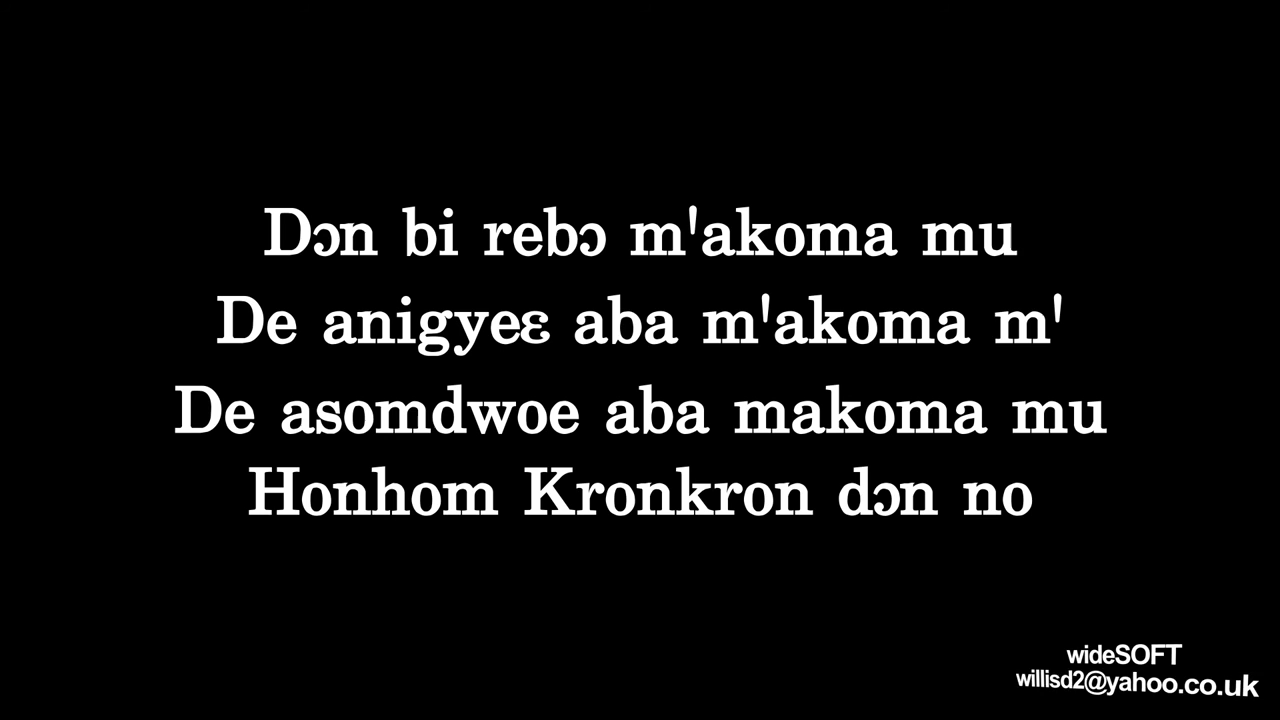 Dɔn bi rebɔ m'akoma mu
De anigyeɛ aba m'akoma m'
De asomdwoe aba makoma mu
Honhom Kronkron dɔn no
wideSOFT
willisd2@yahoo.co.uk